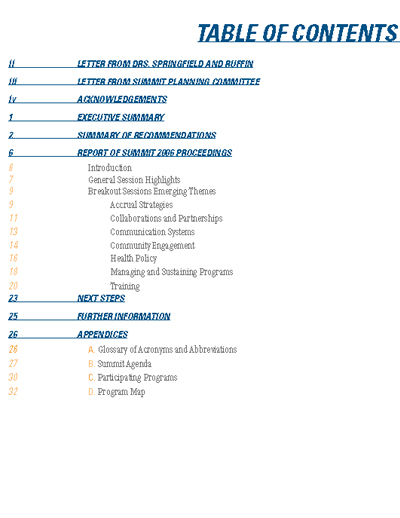 TABLE OF CONTENTS
ii LETTER FROM DRS. SPRINGFIELD AND RUFFIN
iii LETTER FROM SUMMIT PLANNING COMMITTEE
iv ACKNOWLEDGEMENTS
1 EXECUTIVE SUMMARY
2 SUMMARY OF RECOMMENDATIONS
6 REPORT OF SUMMIT 2006 PROCEEDINGS
6 Introduction
7 General Session Highlights
9 Breakout Sessions Emerging Themes
9 Accrual Strategies
11 Collaborations and Partnerships
13 Communication Systems
14 Community Engagement
16 Health Policy
18 Managing and Sustaining Programs
20 Training
23 NEXT STEPS
25 FURTHER INFORMATION
26 APPENDICES
26 A. Glossary of Acronyms and Abbreviations
27 B. Summit Agenda
30 C. Participating Programs
32 D. Program Map